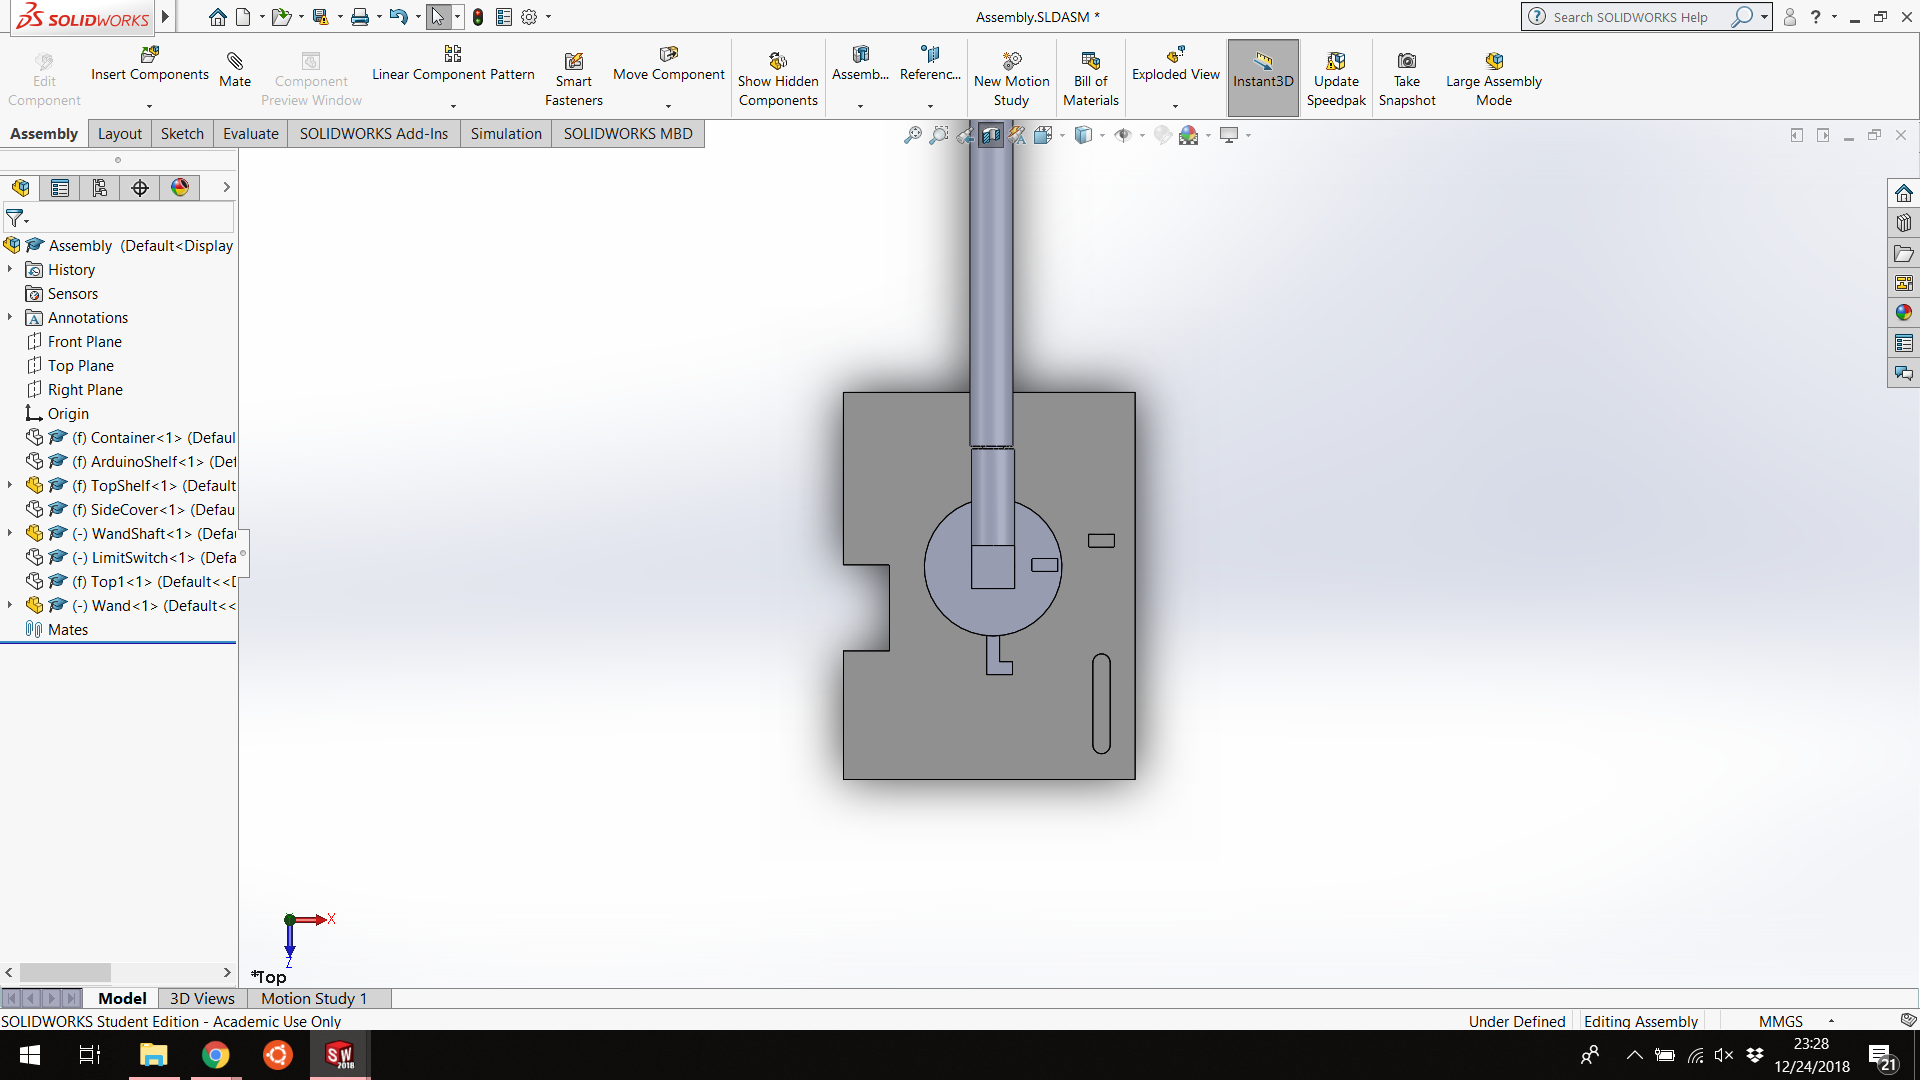 SOLIDWORKS
Assembly.SLDASM *
Search SOLIDWORKS Help
Edit Component
Insert Components
Mate
Component Preview Window
Linear Component Pattern
Smart Fasteners
Move Component
Show Hidden Components
Assemb...
Referenc...
New Motion Study
Bill of Materials
Exploded View
Instant3D
Update Speedpak
Take Snapshot
Large Assembly Mode
Assembly
Layout
Sketch
Evaluate
SOLIDWORKS Add-Ins
Simulation
SOLIDWORKS MBD
Assembly (Default<Display
History
Sensors
Annotations
Front Plane
Top Plane
Right Plane
Origin
(f) Container<1> (Defaul
(f) ArduinoShelf<1> (Def
(f) TopShelf<1> (Default
(f) SideCover<1> (Defau
(-) WandShaft<1> (Defau
(-) LimitSwitch<1> (Defa
(f) Top1<1> (Default<<D
(-) Wand<1> (Default<<
Mates
X
Z
*Top
Model
3D Views
Motion Study 1
SOLIDWORKS Student Edition - Academic Use Only
Under Defined
Editing Assembly
MMGS
SW
2018
23:28
12/24/2018
21